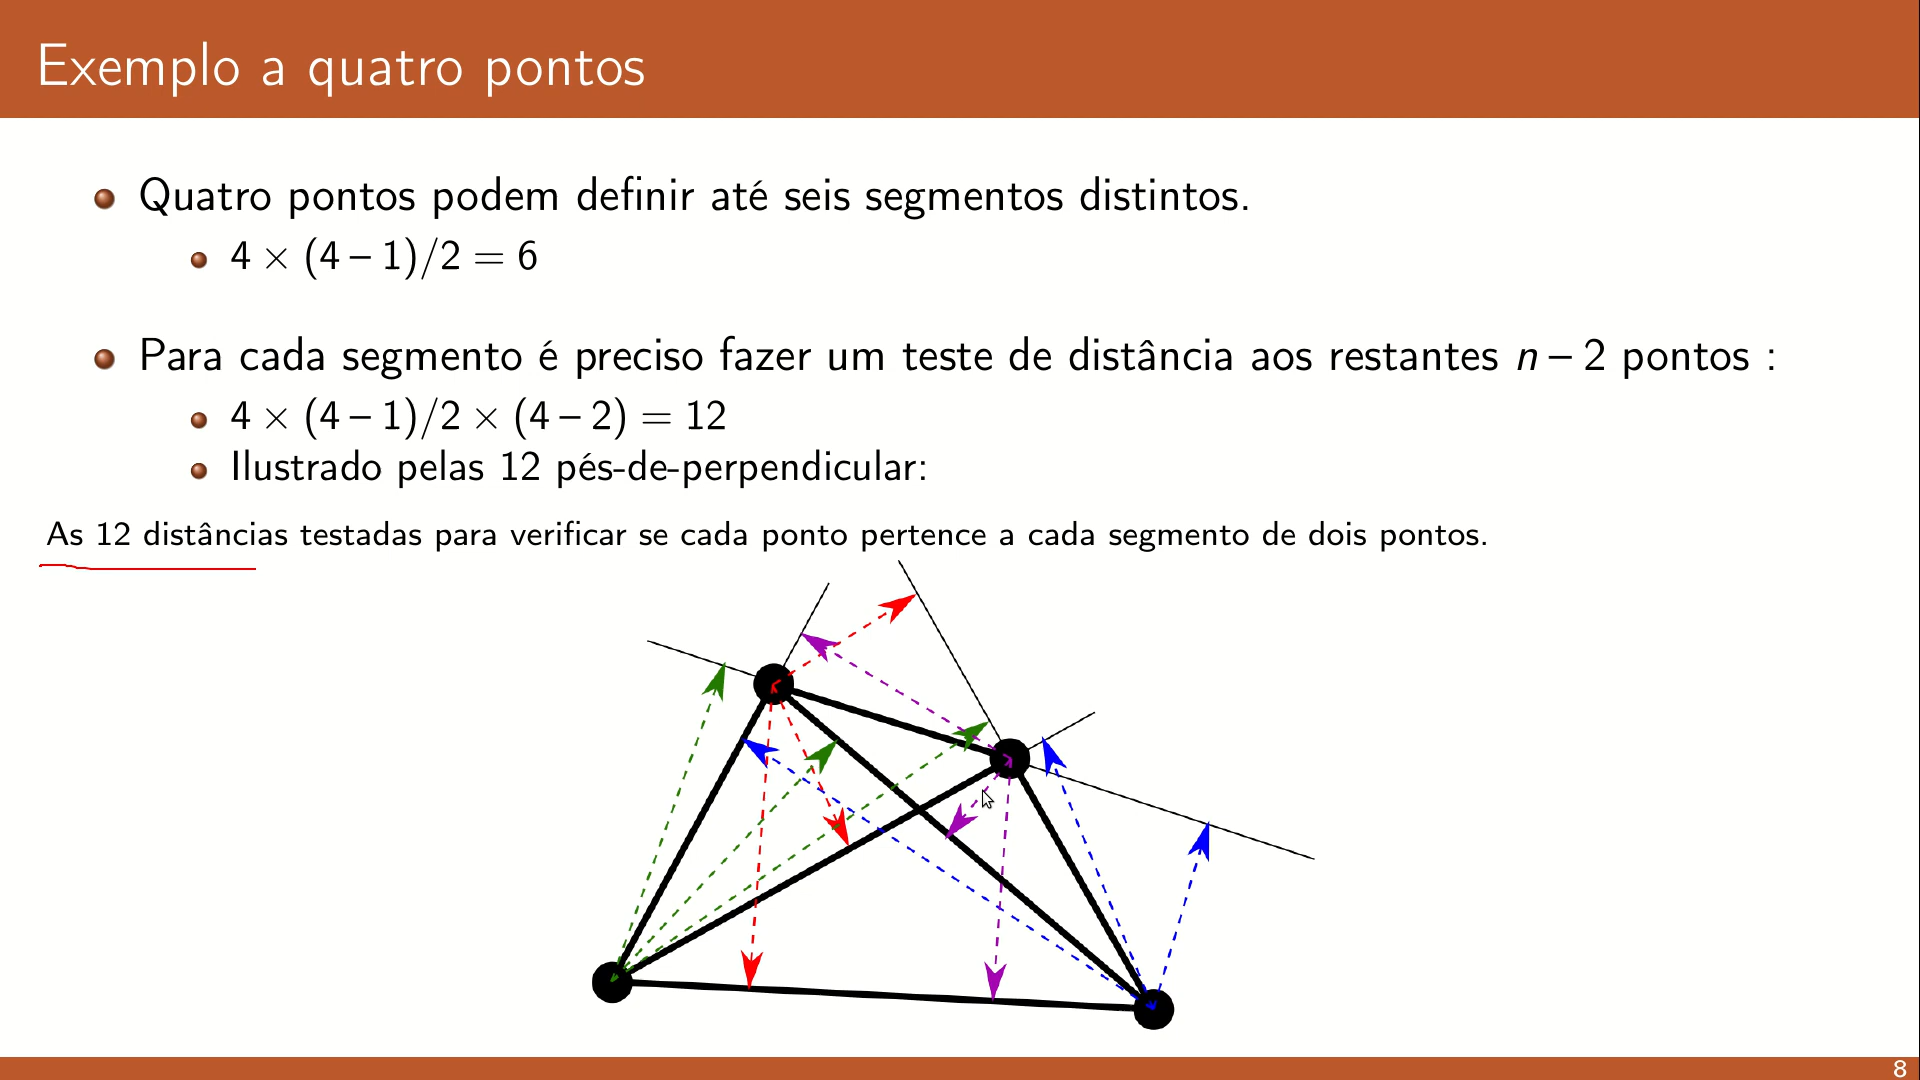 Exemplo a quatro pontos
Quatro pontos podem definir até seis segmentos distintos.
4 × (4 − 1)/2 = 6
Para cada segmento é preciso fazer um teste de distância aos restantes n − 2 pontos :
4 × (4 − 1)/2 × (4 − 2) = 12
Ilustrado pelas 12 pés-de-perpendicular:
As 12 distâncias testadas para verificar se cada ponto pertence a cada segmento de dois pontos.
8